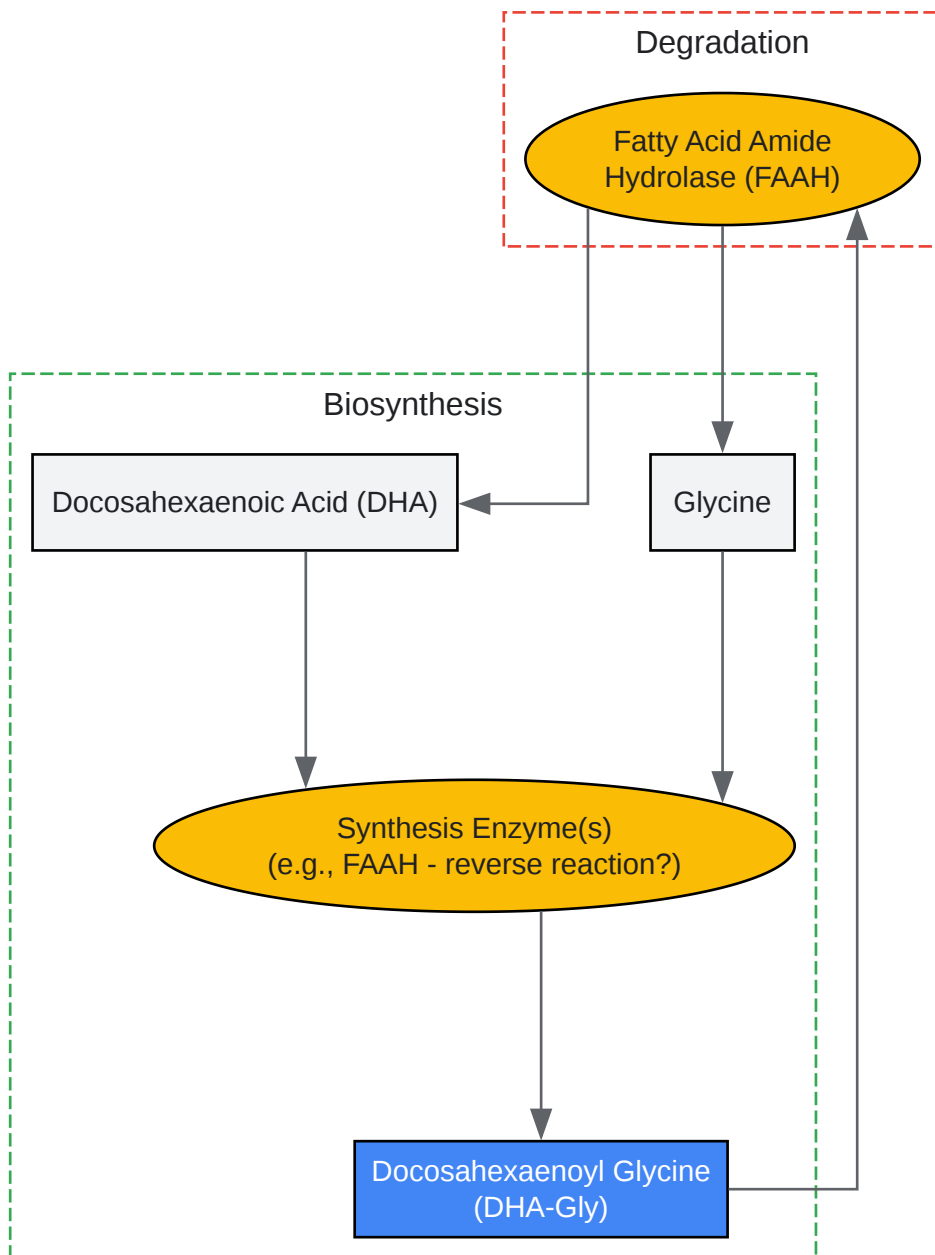 Degradation
Fatty Acid Amide
Hydrolase (FAAH)
Biosynthesis
Docosahexaenoic Acid (DHA)
Glycine
Synthesis Enzyme(s)
(e.g., FAAH - reverse reaction?)
Docosahexaenoyl Glycine
(DHA-Gly)